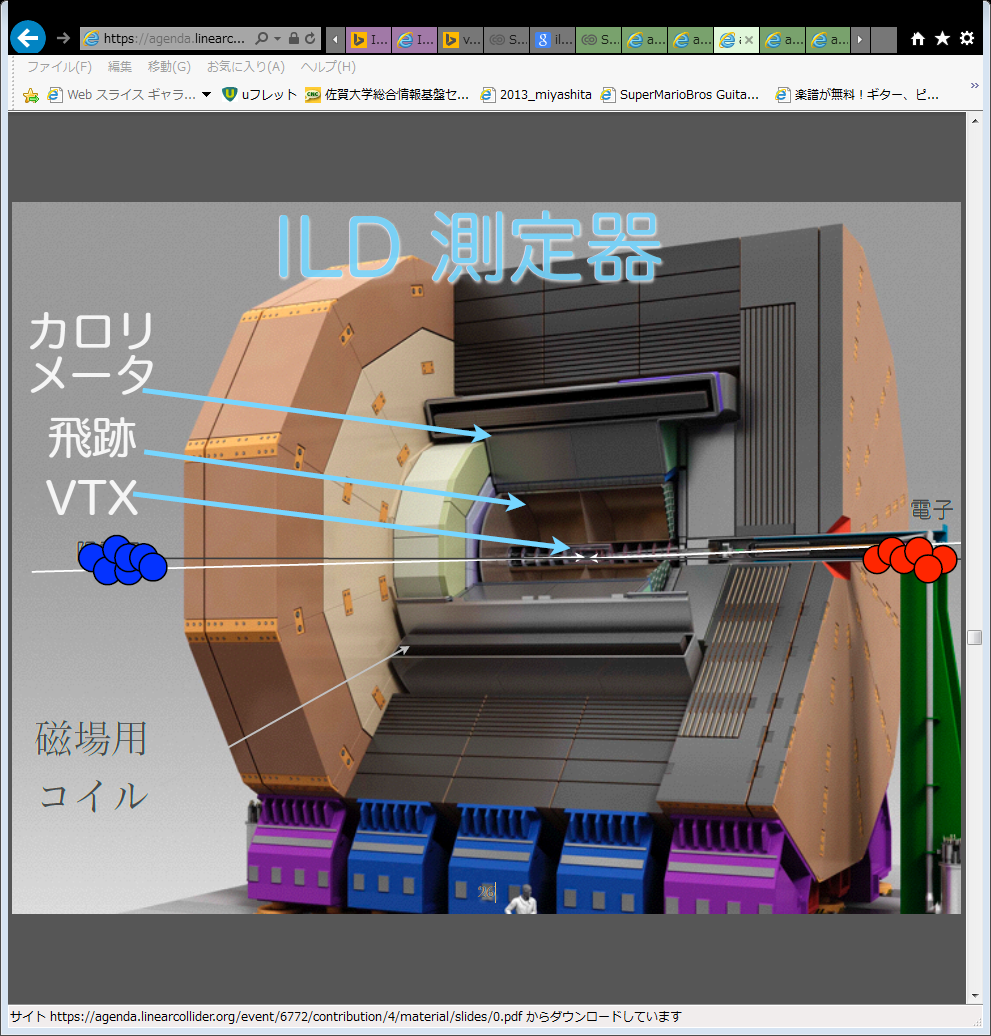 https://agenda.linearc...
I...
I...
v...
S...
il...
S...
a...
a...
i
a...
a...
ファイル(F) 編集 移動(G) お気に入り(A) ヘルプ(H)
Web スライス ギャラ... uフレット 佐賀大学総合情報基盤セ... 2013_miyashita SuperMarioBros Guita... 楽譜が無料！ギター、ピ...
ILD 測定器
カロリ
メータ
飛跡
VTX
電子
磁場用
コイル
サイト https://agenda.linearcollider.org/event/6772/contribution/4/material/slides/0.pdf からダウンロードしています